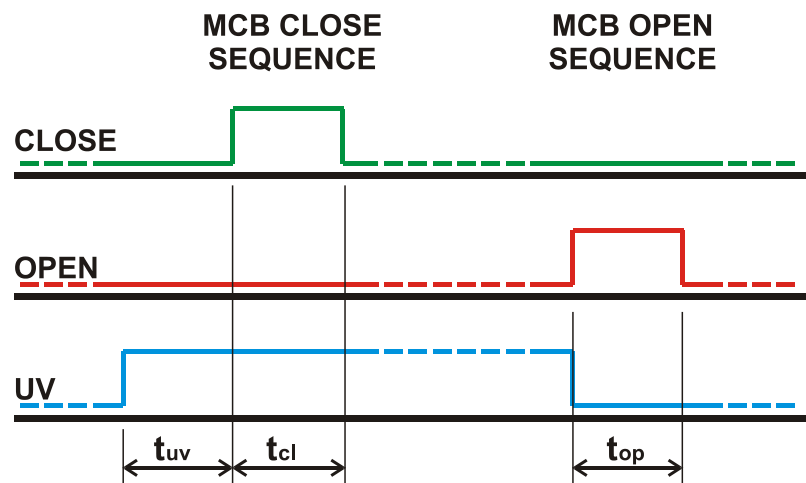 MCB CLOSE
SEQUENCE
MCB OPEN
SEQUENCE
CLOSE
OPEN
UV
tuv
tcl
top